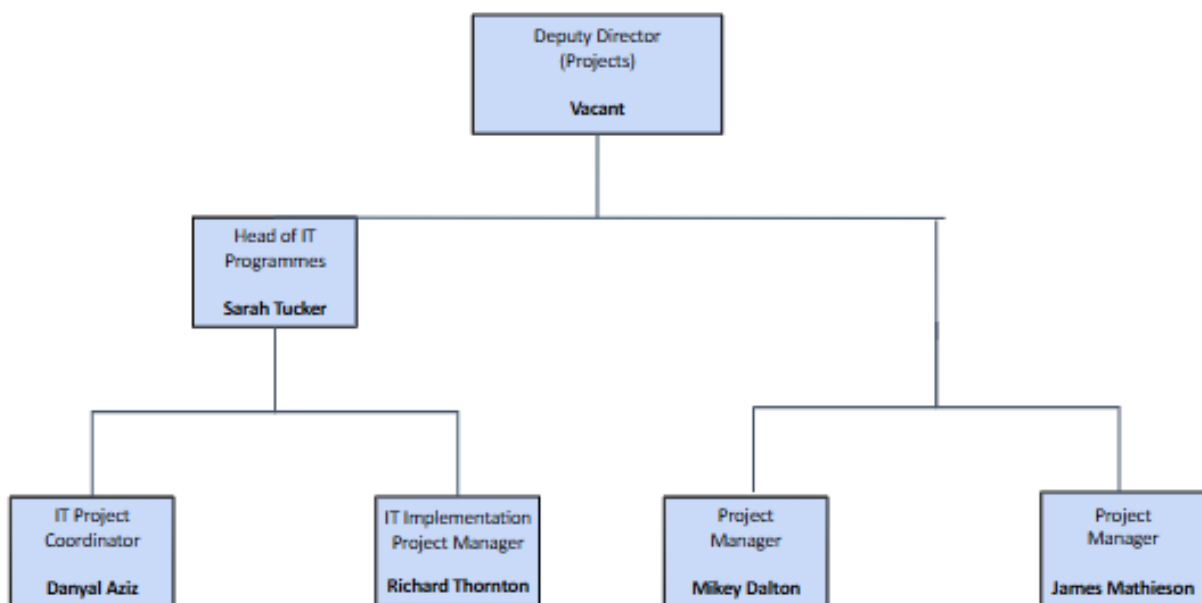 Deputy Director
(Projects)
Vacant
Head of IT
Programmes
Sarah Tucker
IT Project
Coordinator
Danyal Aziz
IT Implementation
Project Manager
Richard Thornton
Project
Manager
Mikey Dalton
Project
Manager
James Mathieson